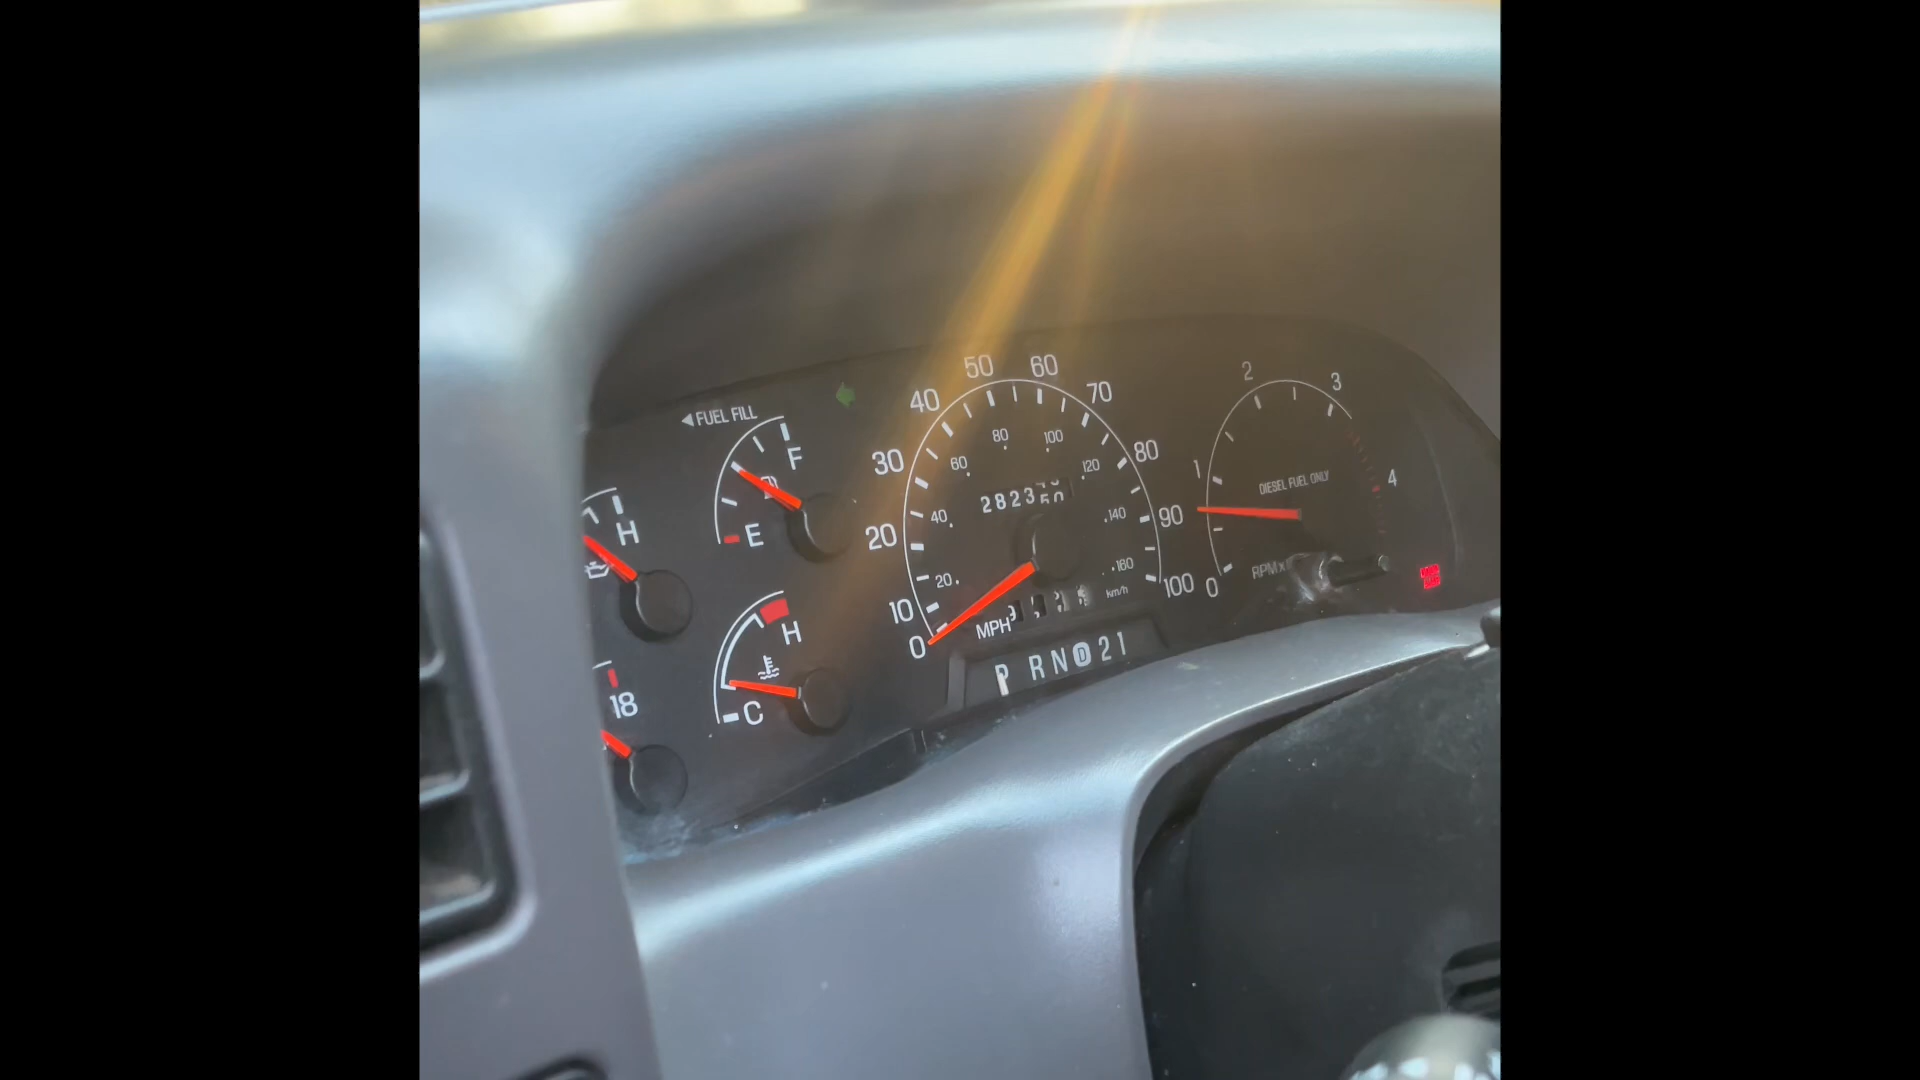 ◀FUEL FILL
F
E
H
H
C
18
0 10 20 30 40 50 60 70 80 90 100
20 40 60 80 100 120 140 160
km/h
2823
MPH
P R N D 2 1
0 1 2 3 4
DIESEL FUEL ONLY